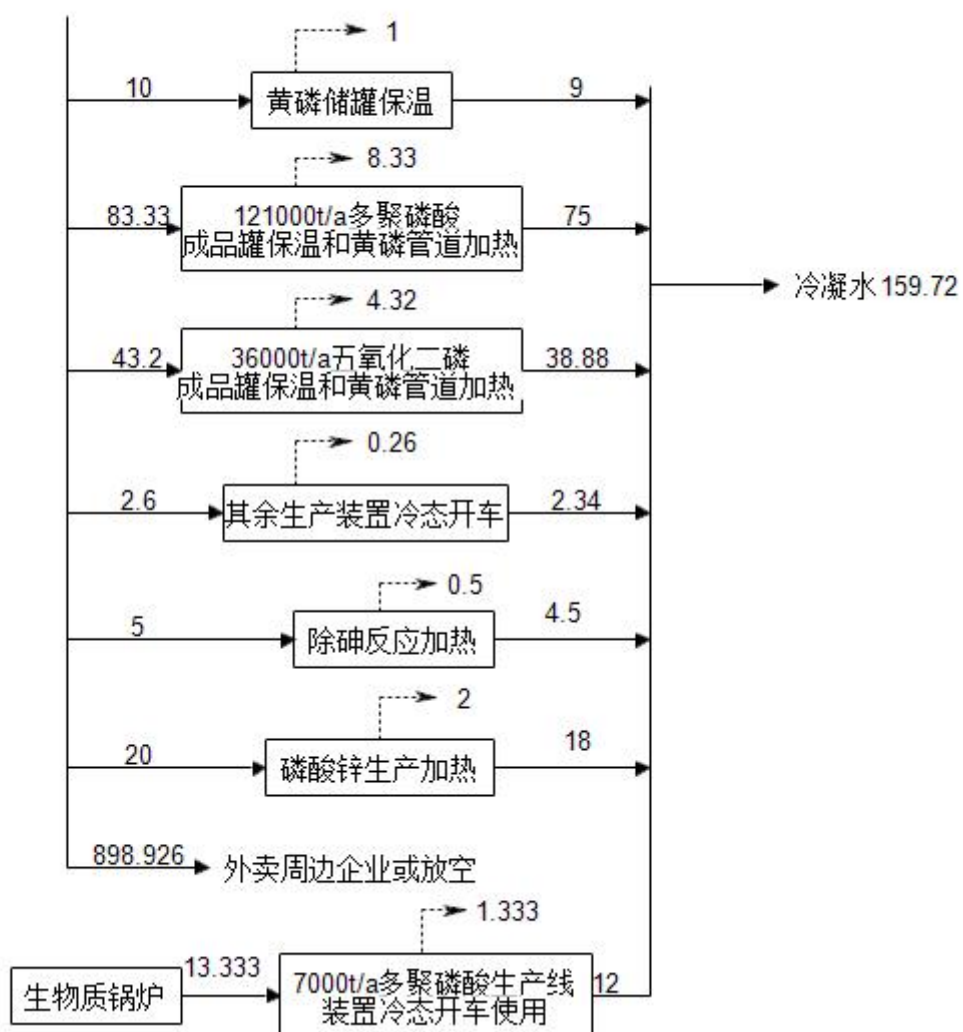 1
10
黄磷储罐保温
9
8.33
83.33
121000t/a多聚磷酸
成品罐保温和黄磷管道加热
75
冷凝水159.72
4.32
43.2
36000t/a五氧化二磷
成品罐保温和黄磷管道加热
38.88
0.26
2.6
其余生产装置冷态开车
2.34
0.5
5
除砷反应加热
4.5
2
20
磷酸锌生产加热
18
898.926
外卖周边企业或放空
1.333
生物质锅炉
13.333
7000t/a多聚磷酸生产线
装置冷态开车使用
12